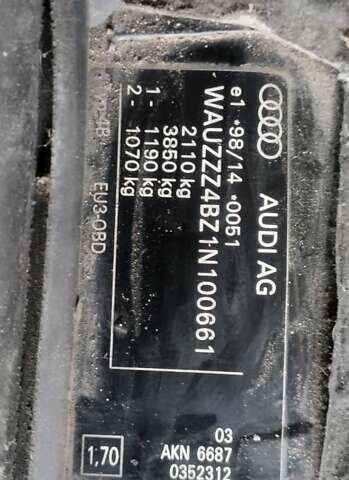 AUDI AG
e1*98/14*0051
WAUZZZ4BZ1N100661
2110 kg
3850 kg
1- 1190 kg
2- 1070 kg
4B
EU3.OBD
03
AKN 6687
0352312
1,70